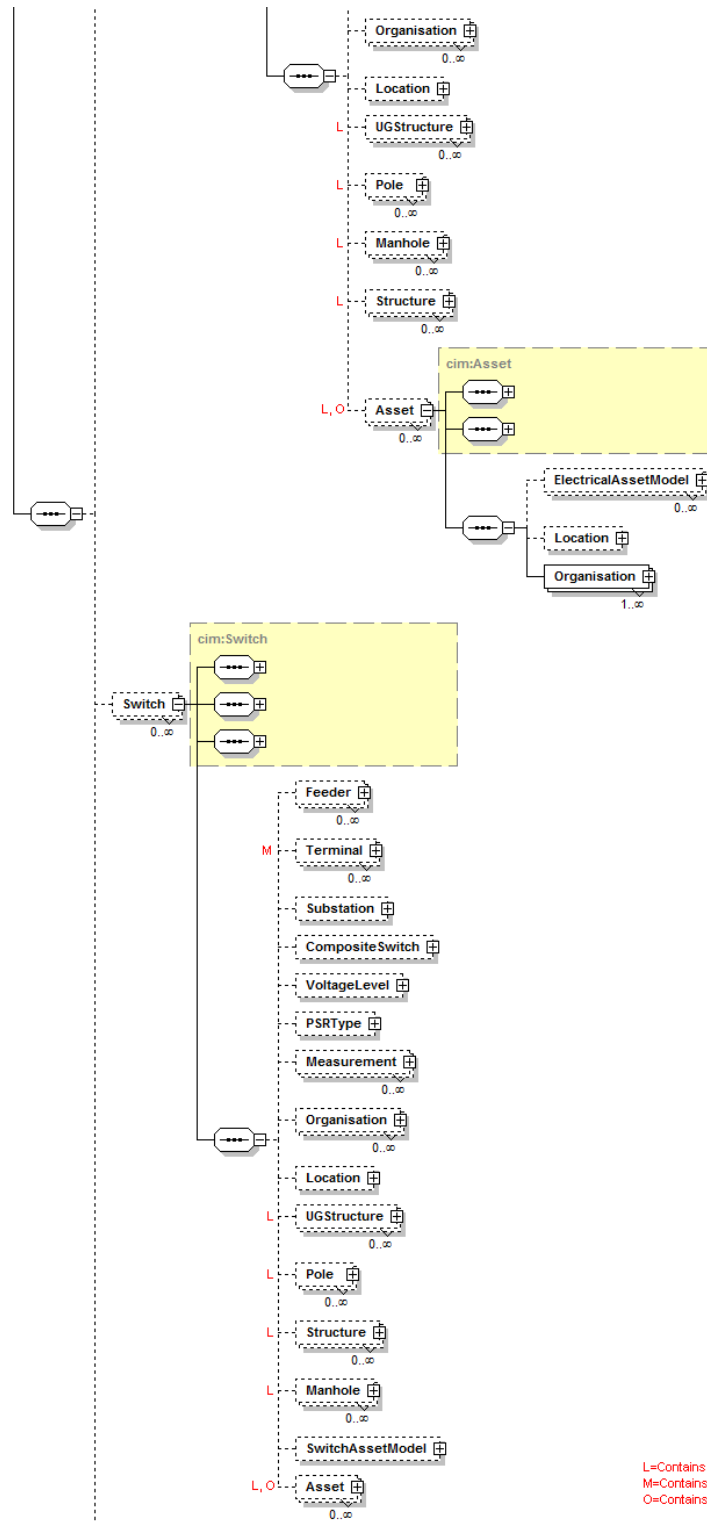 Organisation
0..∞
Location
L
UGStructure
0..∞
L
Pole
0..∞
L
Manhole
0..∞
L
Structure
0..∞
cim:Asset
L, O
Asset
0..∞
ElectricalAssetModel
0..∞
Location
Organisation
1..∞
cim:Switch
Switch
0..∞
Feeder
0..∞
M
Terminal
0..∞
Substation
CompositeSwitch
VoltageLevel
PSRType
Measurement
0..∞
Organisation
0..∞
Location
L
UGStructure
0..∞
L
Pole
0..∞
L
Structure
0..∞
L
Manhole
0..∞
SwitchAssetModel
L, O
Asset
0..∞
L=Contains
M=Contains
O=Contains